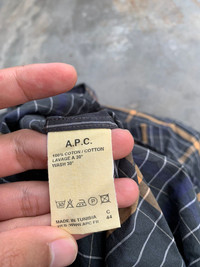 A.P.C.
100% COTON / COTTON
LAVAGE A 30°
WASH 30°
MADE IN TUNISIA
C
44